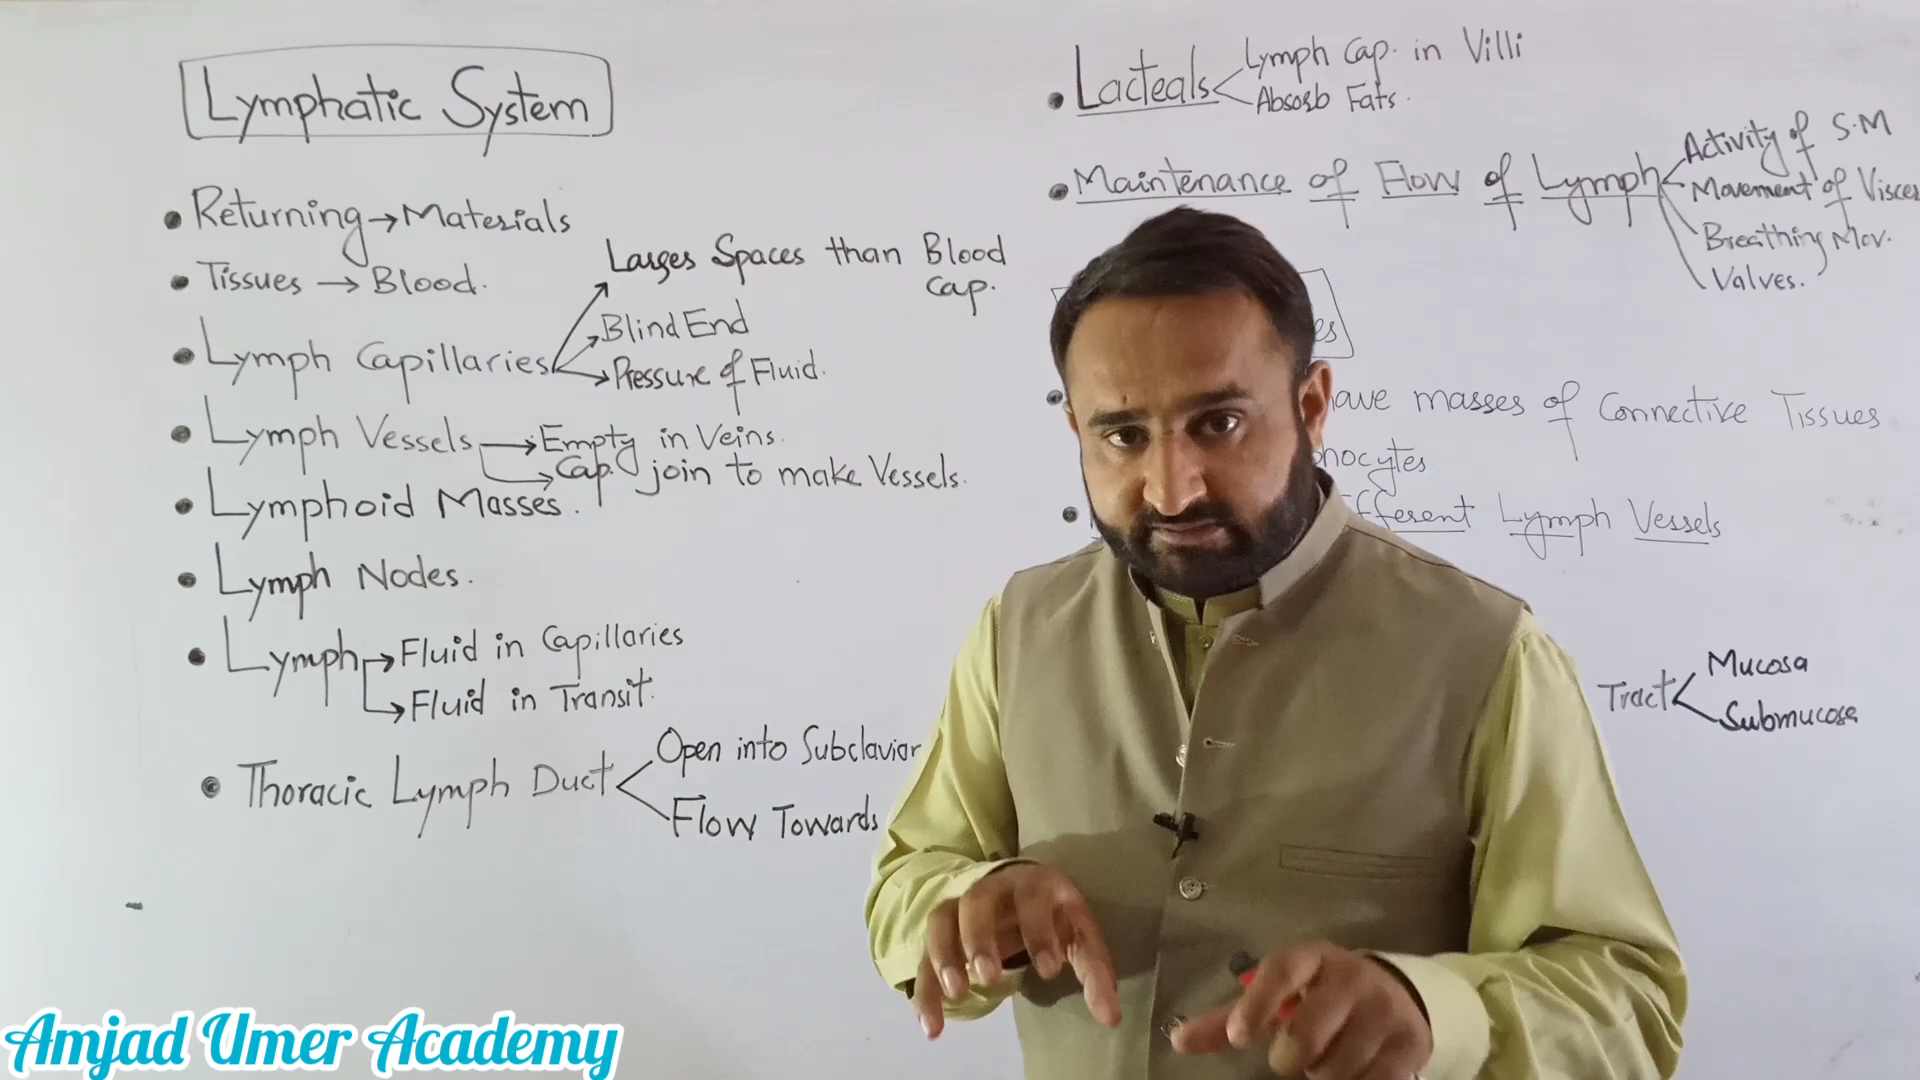 Lymphatic System
• Returning → Materials
• Tissues → Blood.
• Lymph Capillaries
Larges Spaces than Blood
Cap.
Blind End
Pressure of Fluid.
• Lymph Vessels → Empty in Veins.
Cap. join to make Vessels.
• Lymphoid Masses.
• Lymph Nodes.
• Lymph → Fluid in Capillaries
→ Fluid in Transit.
• Thoracic Lymph Duct
Open into Subclavian
Flow Towards
• Lacteals
Lymph Cap. in Villi
Absorb Fats.
• Maintenance of Flow of Lymph
Activity of S.M
Movement of Visce
Breathing Mov.
Valves.
es
ave masses of Connective Tissues
hocytes
fferent Lymph Vessels
Tract
Mucosa
Submucosa
Amjad Umer Academy